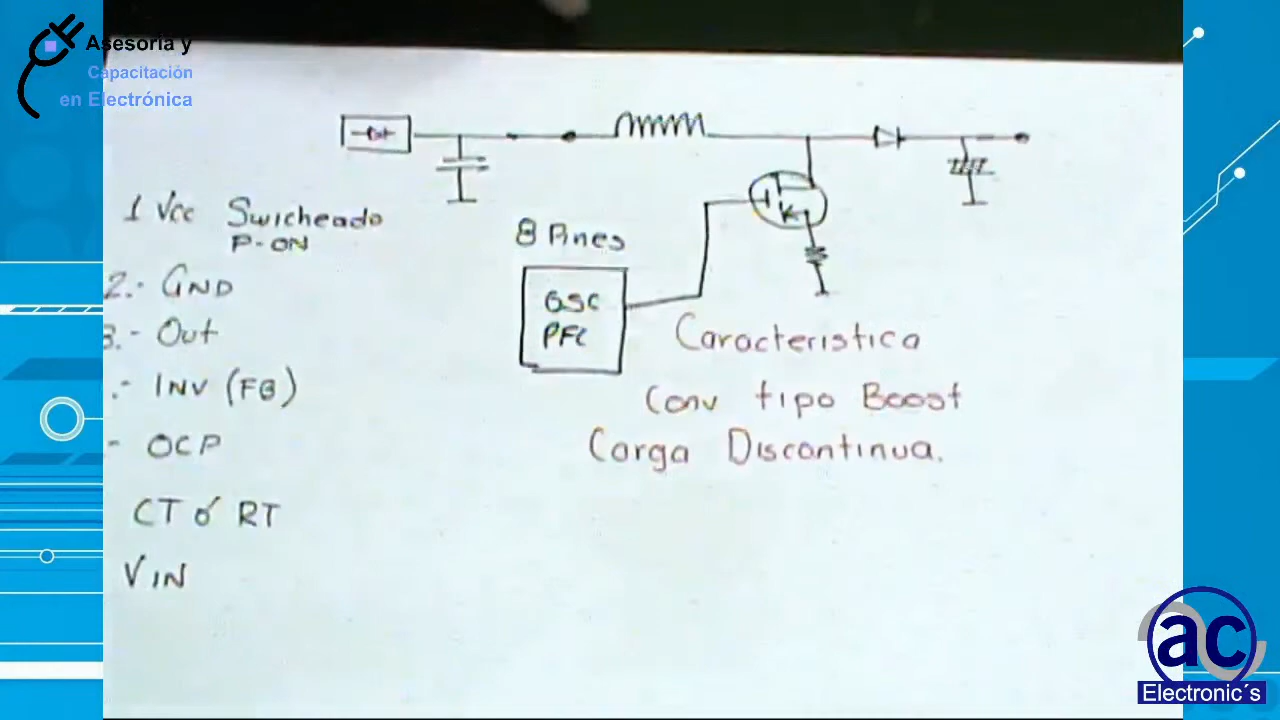 Asesoría y
Capacitación
en Electrónica
1 Vcc Swicheado
P-ON
2.- GND
3.- Out
.- INV (FB)
- OCP
CT ó RT
VIN
8 Pines
OSC
PFC
Caracteristica
Conv tipo Boost
Carga Discontinua.
ac
Electronic´s